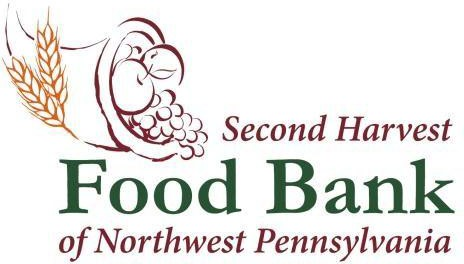 Second Harvest
Food Bank
of Northwest Pennsylvania